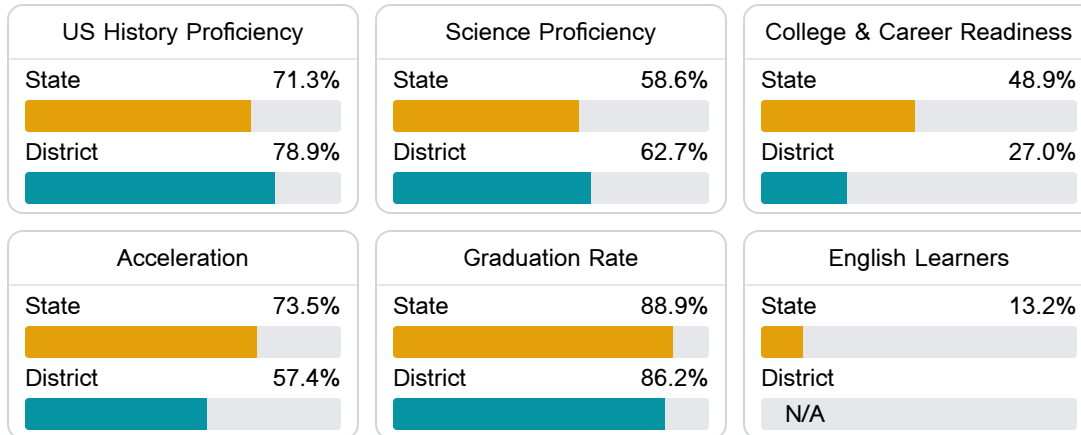 US History Proficiency
State 71.3%
District 78.9%
Science Proficiency
State 58.6%
District 62.7%
College & Career Readiness
State 48.9%
District 27.0%
Acceleration
State 73.5%
District 57.4%
Graduation Rate
State 88.9%
District 86.2%
English Learners
State 13.2%
District
N/A